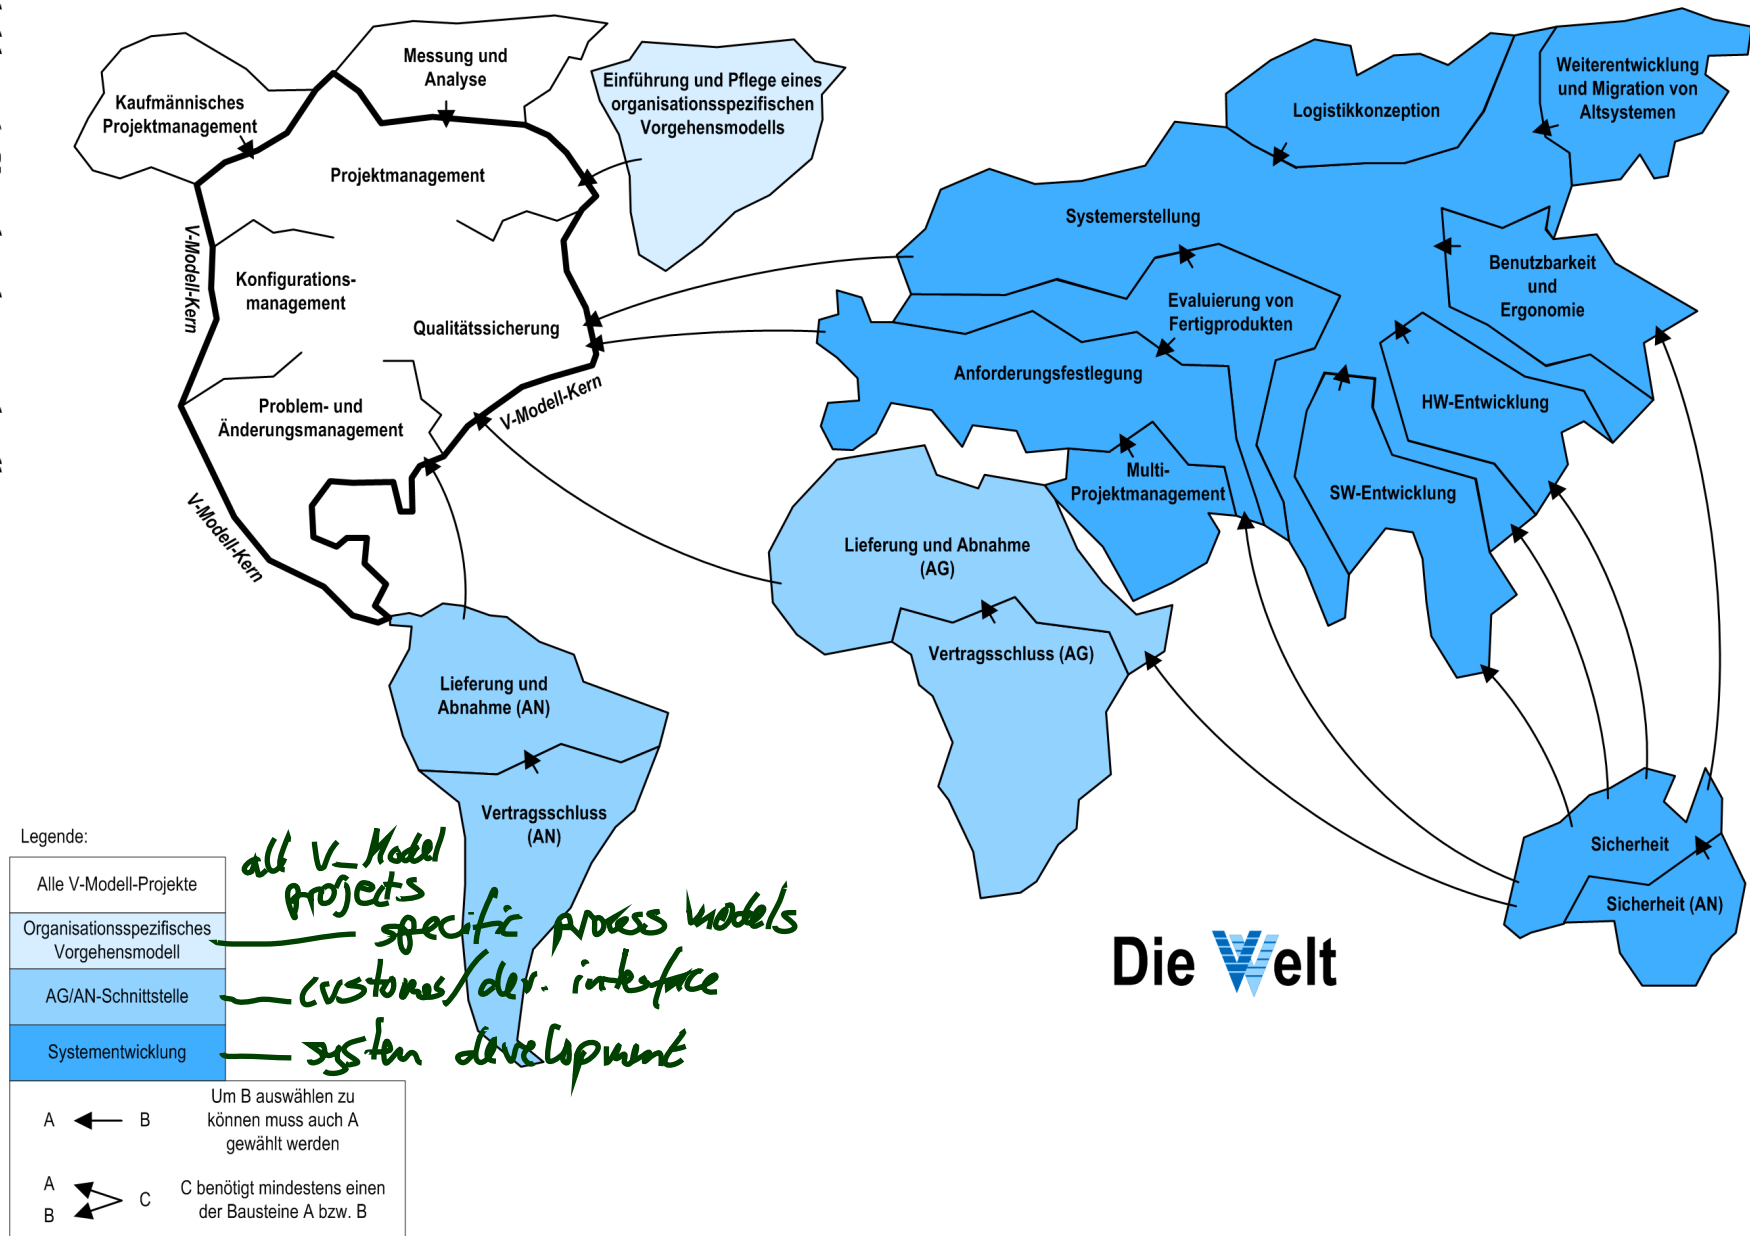 Messung und
Analyse
Kaufmännisches
Projektmanagement
Einführung und Pflege eines
organisationsspezifischen
Vorgehensmodells
Projektmanagement
V-Modell-Kern
Konfigurations-
management
Qualitätssicherung
V-Modell-Kern
Problem- und
Änderungsmanagement
V-Modell-Kern
Logistikkonzeption
Weiterentwicklung
und Migration von
Altsystemen
Systemerstellung
Benutzbarkeit
und
Ergonomie
Evaluierung von
Fertigprodukten
Anforderungsfestlegung
HW-Entwicklung
Multi-
Projektmanagement
SW-Entwicklung
Lieferung und Abnahme
(AG)
Vertragsschluss (AG)
Lieferung und
Abnahme (AN)
Vertragsschluss
(AN)
Sicherheit
Sicherheit (AN)
Die Welt
Legende:
Alle V-Modell-Projekte
all V-Model
projects
Organisationsspezifisches
Vorgehensmodell
specific process models
AG/AN-Schnittstelle
customer/dev. interface
Systementwicklung
system development
A B
Um B auswählen zu
können muss auch A
gewählt werden
A
B
C
C benötigt mindestens einen
der Bausteine A bzw. B